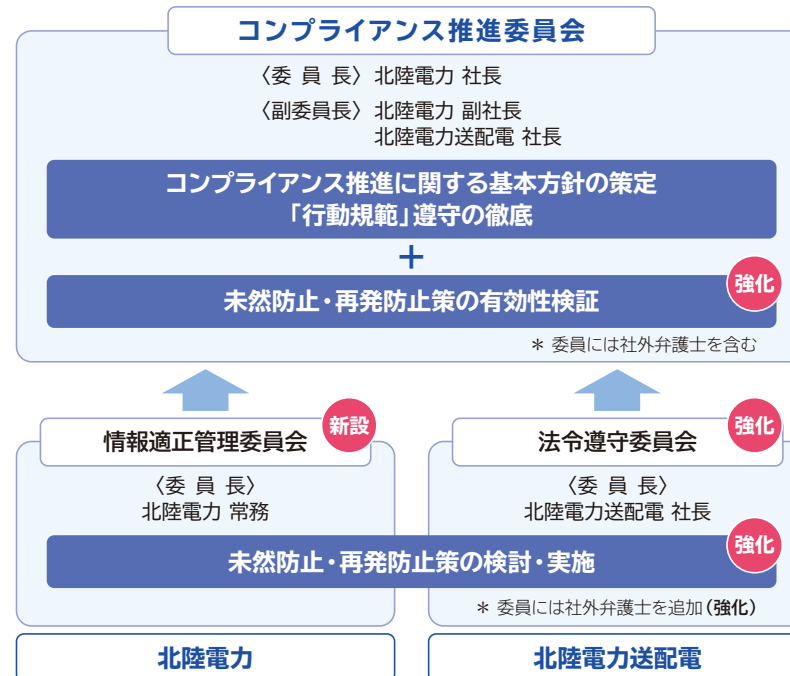 コンプライアンス推進委員会
〈委 員 長〉 北陸電力 社長
〈副委員長〉 北陸電力 副社長
北陸電力送配電 社長
コンプライアンス推進に関する基本方針の策定
「行動規範」遵守の徹底
+
強化
未然防止・再発防止策の有効性検証
＊ 委員には社外弁護士を含む
情報適正管理委員会
新設
〈委 員 長〉
北陸電力 常務
法令遵守委員会
強化
〈委 員 長〉
北陸電力送配電 社長
未然防止・再発防止策の検討・実施
強化
＊ 委員には社外弁護士を追加(強化)
北陸電力
北陸電力送配電